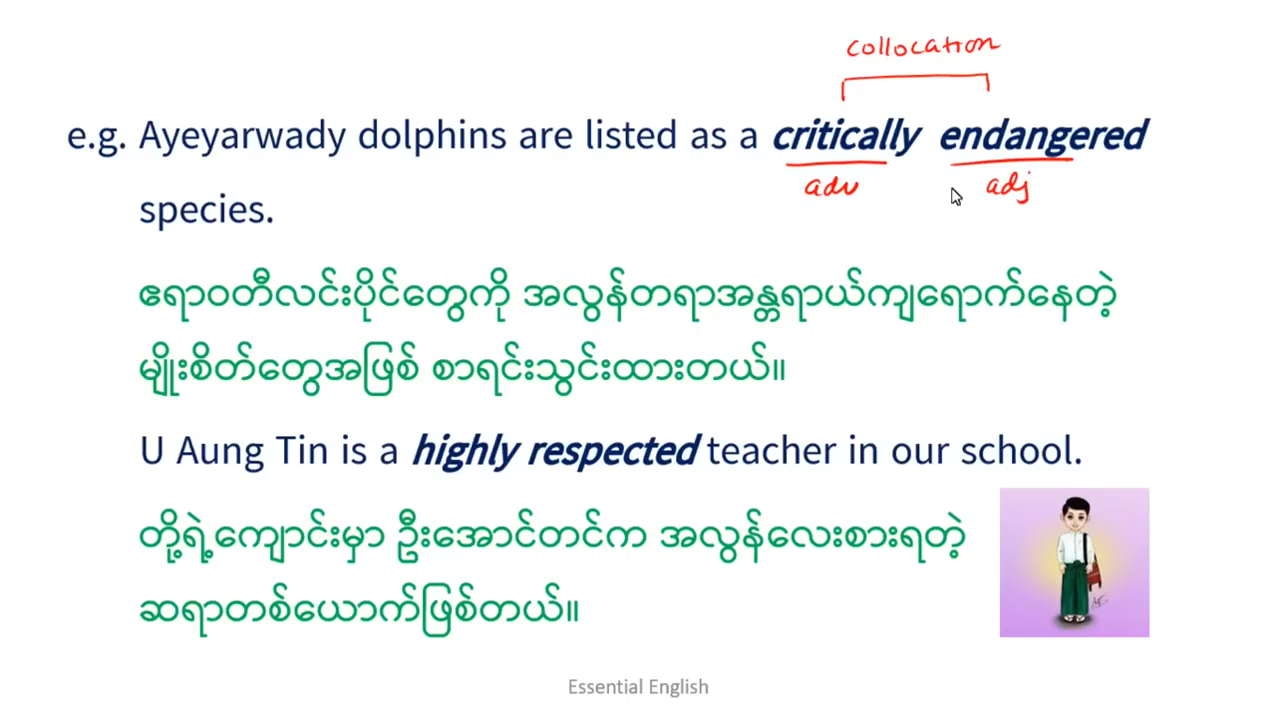 collocation
e.g. Ayeyarwady dolphins are listed as a critically endangered
adv adj
species.
ဧရာဝတီလင်းပိုင်တွေကို အလွန်တရာအန္တရာယ်ကျရောက်နေတဲ့
မျိုးစိတ်တွေအဖြစ် စာရင်းသွင်းထားတယ်။
U Aung Tin is a highly respected teacher in our school.
တို့ရဲ့ကျောင်းမှာ ဦးအောင်တင်က အလွန်လေးစားရတဲ့
ဆရာတစ်ယောက်ဖြစ်တယ်။
Essential English